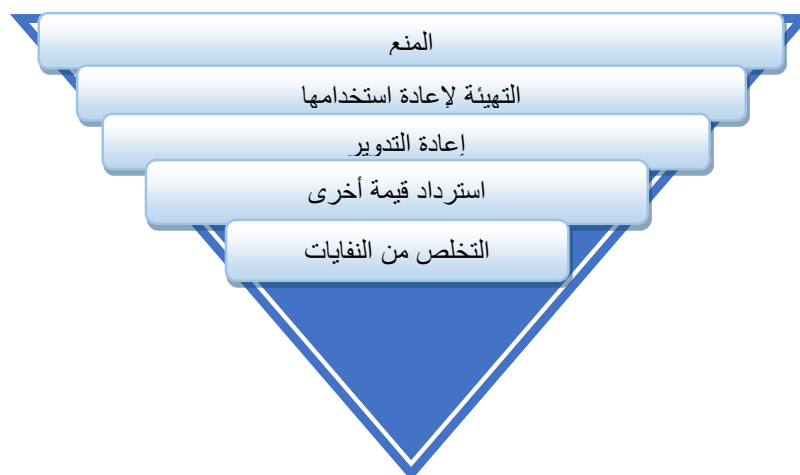 المنع
التهيئة لإعادة استخدامها
إعادة التدوير
استرداد قيمة أخرى
التخلص من النفايات